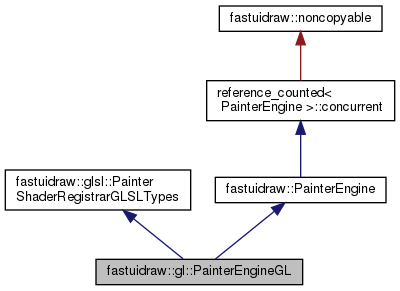 fastuidraw::noncopyable
reference_counted<
PainterEngine >::concurrent
fastuidraw::glsl::Painter
ShaderRegistrarGLSLTypes
fastuidraw::PainterEngine
fastuidraw::gl::PainterEngineGL